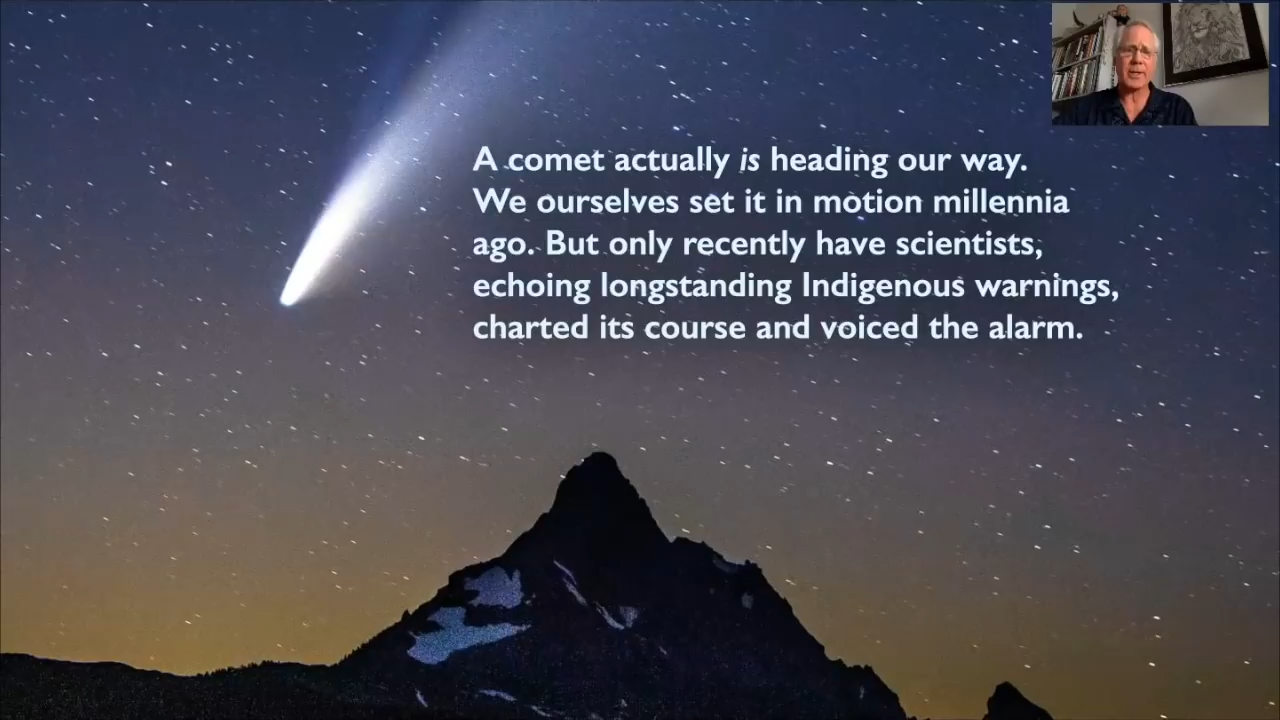 A comet actually is heading our way.
We ourselves set it in motion millennia
ago. But only recently have scientists,
echoing longstanding Indigenous warnings,
charted its course and voiced the alarm.